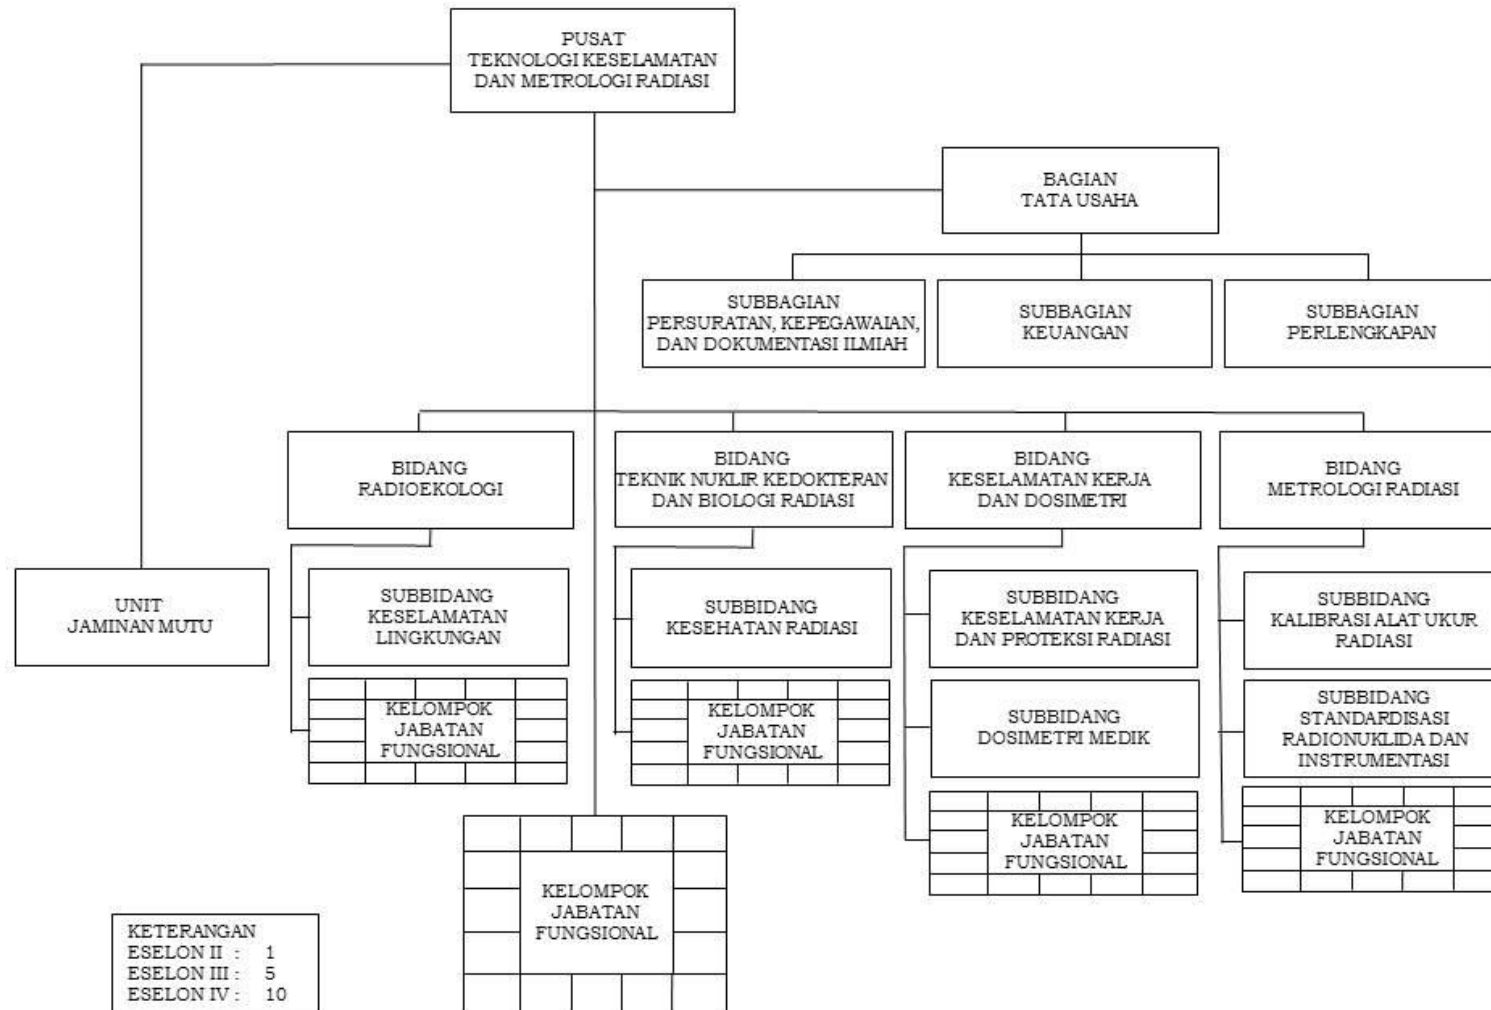 PUSAT
TEKNOLOGI KESELAMATAN
DAN METROLOGI RADIASI
BAGIAN
TATA USAHA
SUBBAGIAN
PERSURATAN, KEPEGAWAIAN,
DAN DOKUMENTASI ILMIAH
SUBBAGIAN
KEUANGAN
SUBBAGIAN
PERLENGKAPAN
BIDANG
RADIOEKOLOGI
BIDANG
TEKNIK NUKLIR KEDOKTERAN
DAN BIOLOGI RADIASI
BIDANG
KESELAMATAN KERJA
DAN DOSIMETRI
BIDANG
METROLOGI RADIASI
UNIT
JAMINAN MUTU
SUBBIDANG
KESELAMATAN
LINGKUNGAN
SUBBIDANG
KESEHATAN RADIASI
SUBBIDANG
KESELAMATAN KERJA
DAN PROTEKSI RADIASI
SUBBIDANG
KALIBRASI ALAT UKUR
RADIASI
KELOMPOK
JABATAN
FUNGSIONAL
KELOMPOK
JABATAN
FUNGSIONAL
SUBBIDANG
DOSIMETRI MEDIK
SUBBIDANG
STANDARDISASI
RADIONUKLIDA DAN
INSTRUMENTASI
KELOMPOK
JABATAN
FUNGSIONAL
KELOMPOK
JABATAN
FUNGSIONAL
KELOMPOK
JABATAN
FUNGSIONAL
KETERANGAN
ESELON II : 1
ESELON III : 5
ESELON IV : 10